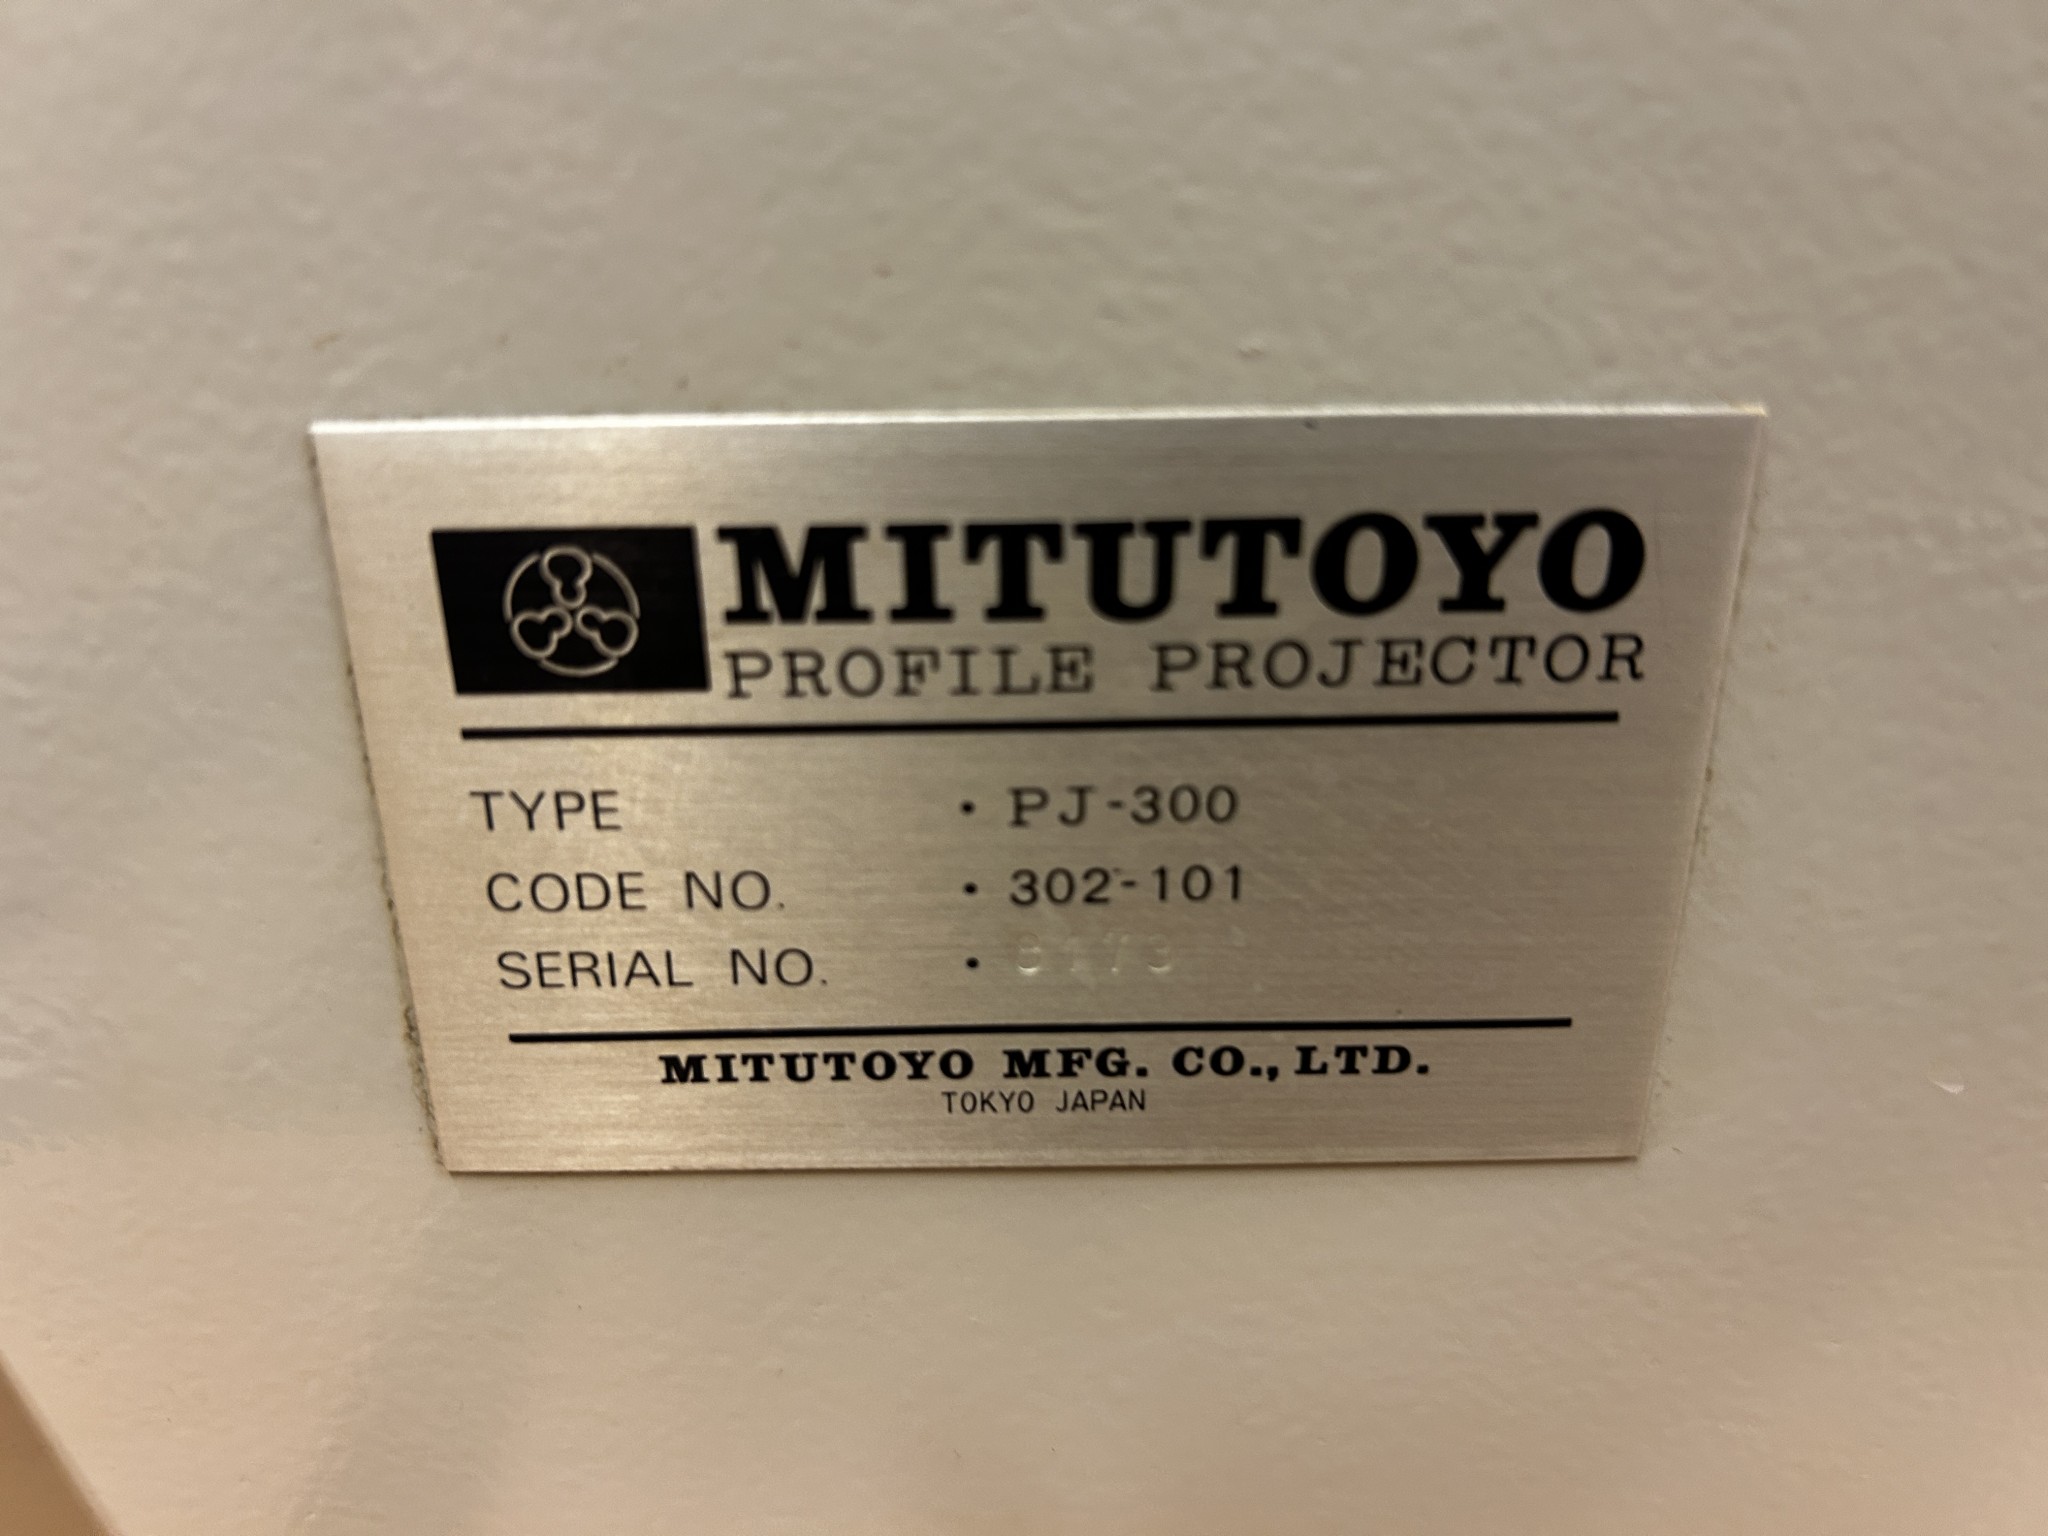 MITUTOYO
PROFILE PROJECTOR
TYPE · PJ-300
CODE NO. · 302-101
SERIAL NO. ·
MITUTOYO MFG. CO., LTD.
TOKYO JAPAN